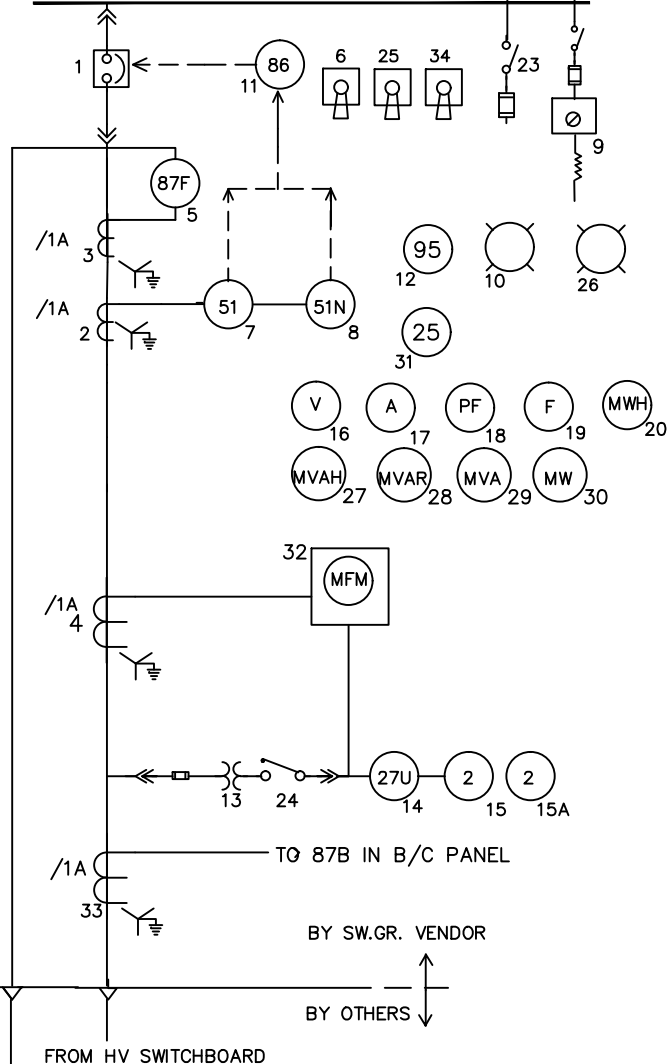 6 25 34
1
86
11
23
9
87F
5
/1A
3
95
12
10
26
/1A
2
51
7
51N
8
25
31
V
16
A
17
PF
18
F
19
MWH
20
MVAH
27
MVAR
28
MVA
29
MW
30
32
MFM
/1A
4
13
24
27U
14
2
15
2
15A
TO 87B IN B/C PANEL
/1A
33
BY SW.GR. VENDOR
BY OTHERS
FROM HV SWITCHBOARD